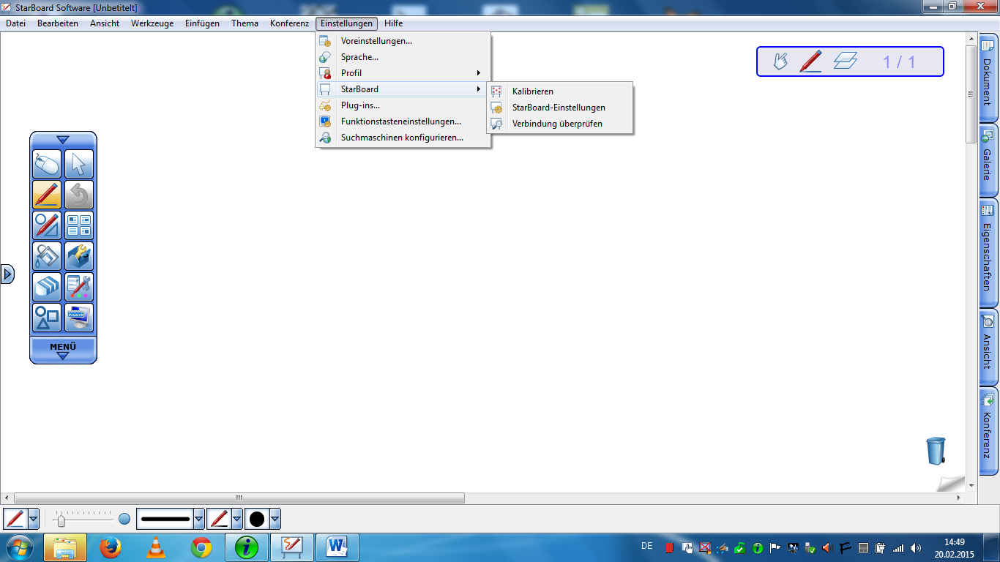 StarBoard Software [Unbetitelt]
Datei Bearbeiten Ansicht Werkzeuge Einfügen Thema Konferenz Einstellungen Hilfe
Voreinstellungen...
Sprache...
Profil
StarBoard
Plug-ins...
Funktionstasteneinstellungen...
Suchmaschinen konfigurieren...
Kalibrieren
StarBoard-Einstellungen
Verbindung überprüfen
1 / 1
Dokument
Galerie
Eigenschaften
Ansicht
Konferenz
MENÜ
DE
14:49
20.02.2015